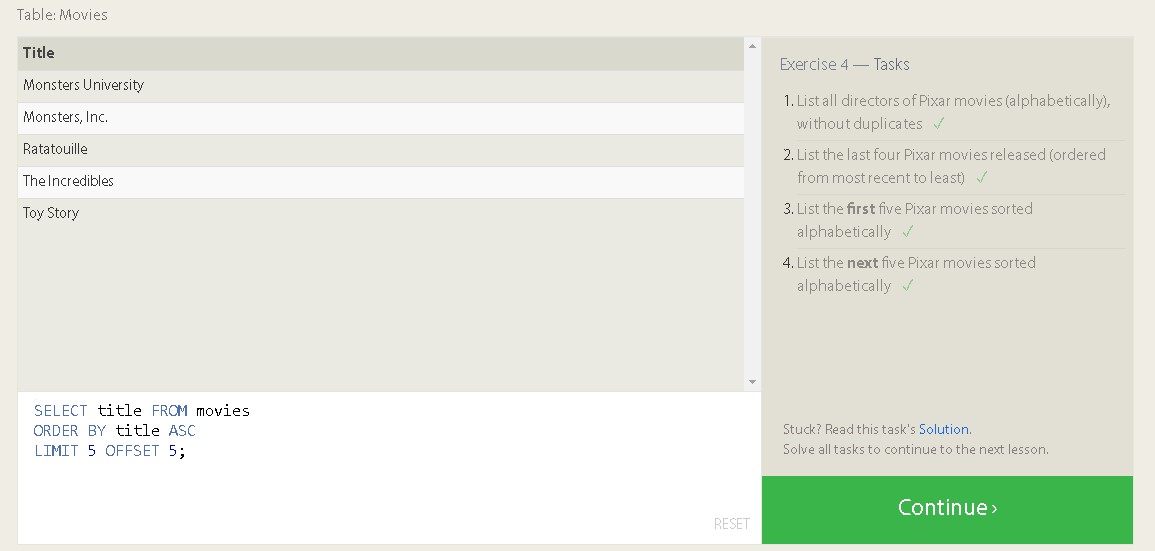 Table: Movies
Title
Monsters University
Monsters, Inc.
Ratatouille
The Incredibles
Toy Story
SELECT title FROM movies
ORDER BY title ASC
LIMIT 5 OFFSET 5;
RESET
Exercise 4 — Tasks
1. List all directors of Pixar movies (alphabetically),
without duplicates ✓
2. List the last four Pixar movies released (ordered
from most recent to least) ✓
3. List the first five Pixar movies sorted
alphabetically ✓
4. List the next five Pixar movies sorted
alphabetically ✓
Stuck? Read this task's Solution.
Solve all tasks to continue to the next lesson.
Continue ›